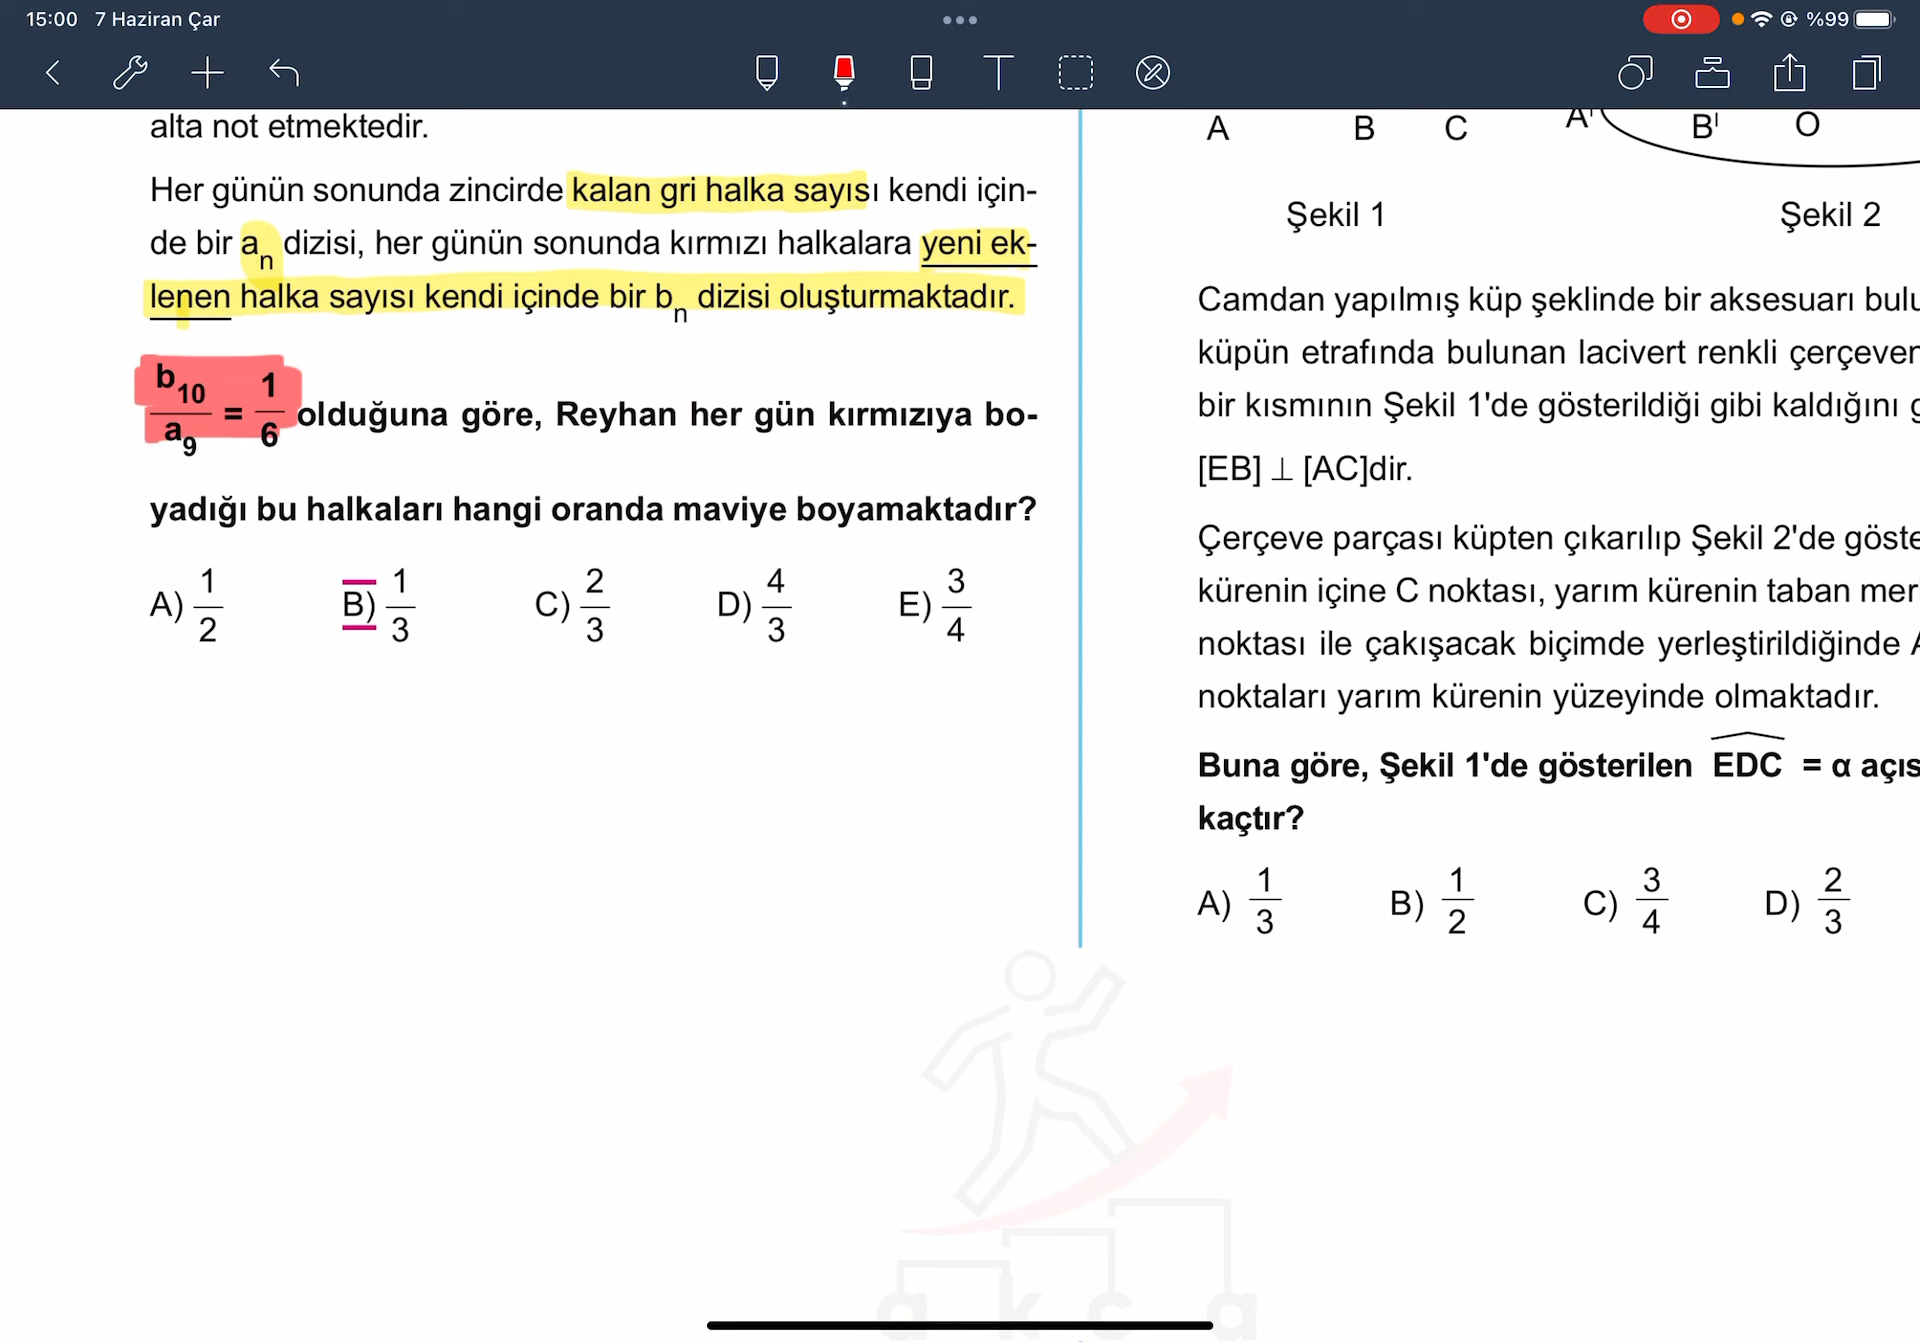 15:00 7 Haziran Çar
%99
alta not etmektedir.
Her günün sonunda zincirde kalan gri halka sayısı kendi için-
de bir aₙ dizisi, her günün sonunda kırmızı halkalara yeni ek-
lenen halka sayısı kendi içinde bir bₙ dizisi oluşturmaktadır.
b₁₀/a₉ = 1/6 olduğuna göre, Reyhan her gün kırmızıya bo-
yadığı bu halkaları hangi oranda maviye boyamaktadır?
A) 1/2 B) 1/3 C) 2/3 D) 4/3 E) 3/4
A B C A' B' O
Şekil 1 Şekil 2
Camdan yapılmış küp şeklinde bir aksesuarı bulu
küpün etrafında bulunan lacivert renkli çerçever
bir kısmının Şekil 1'de gösterildiği gibi kaldığını g
[EB] ⊥ [AC]dir.
Çerçeve parçası küpten çıkarılıp Şekil 2'de göste
kürenin içine C noktası, yarım kürenin taban mer
noktası ile çakışacak biçimde yerleştirildiğinde A
noktaları yarım kürenin yüzeyinde olmaktadır.
Buna göre, Şekil 1'de gösterilen EDC = α açıs
kaçtır?
A) 1/3 B) 1/2 C) 3/4 D) 2/3
a k c a